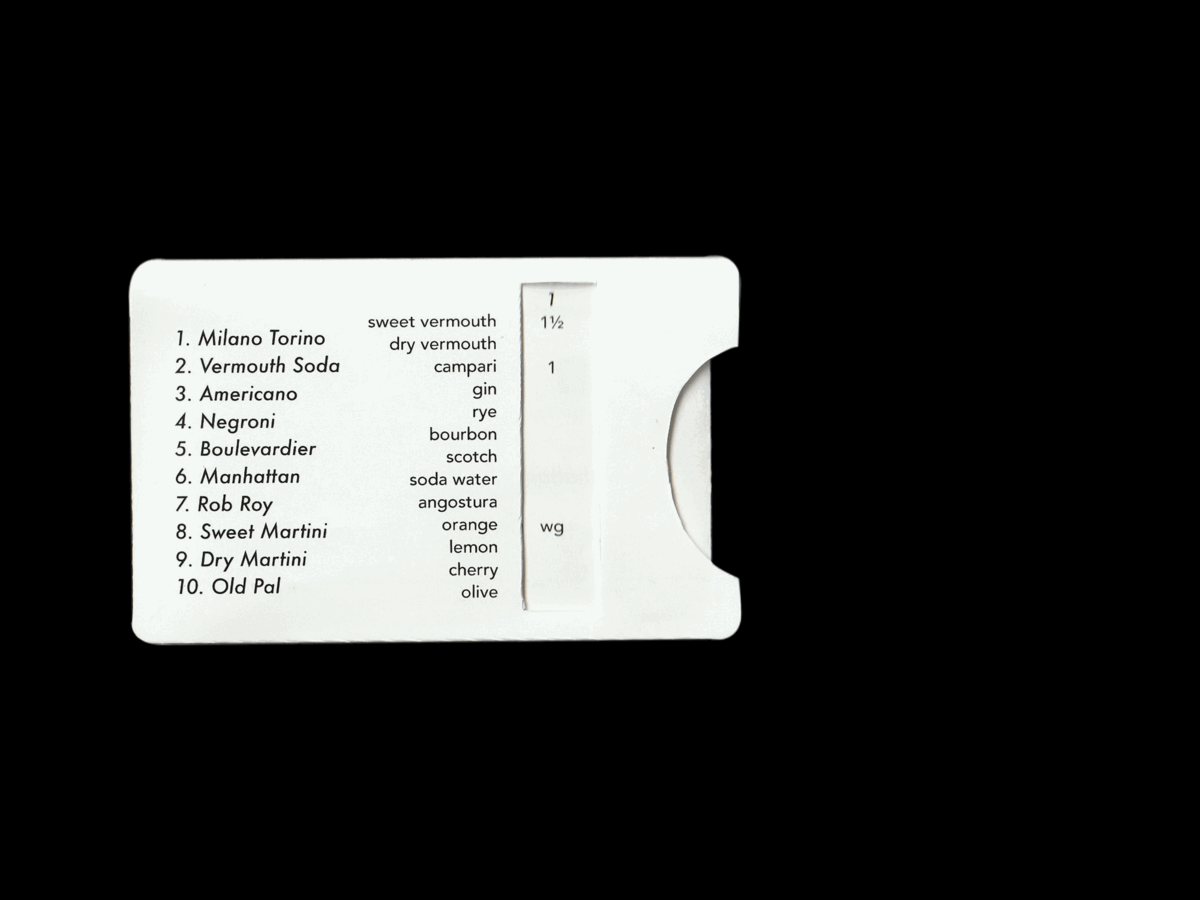 1. Milano Torino
2. Vermouth Soda
3. Americano
4. Negroni
5. Boulevardier
6. Manhattan
7. Rob Roy
8. Sweet Martini
9. Dry Martini
10. Old Pal
1
sweet vermouth 1½
dry vermouth
campari 1
gin
rye
bourbon
scotch
soda water
angostura
orange wg
lemon
cherry
olive